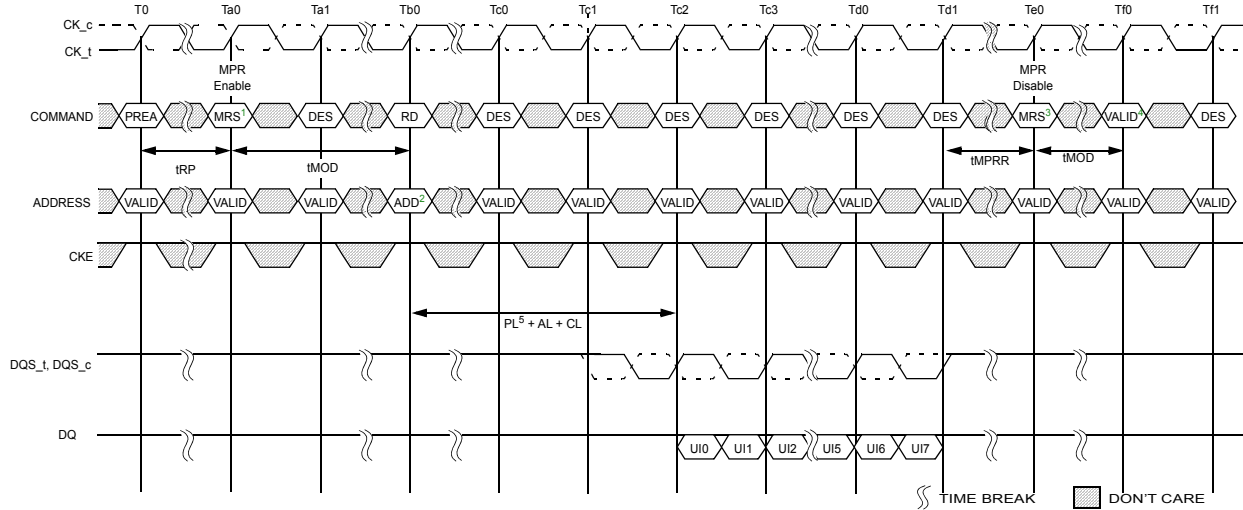 T0 Ta0 Ta1 Tb0 Tc0 Tc1 Tc2 Tc3 Td0 Td1 Te0 Tf0 Tf1
CK_c
CK_t
MPR Enable
MPR Disable
COMMAND PREA MRS1 DES RD DES DES DES DES DES DES MRS3 VALID4 DES
tRP tMOD tMPRR tMOD
ADDRESS VALID VALID VALID ADD2 VALID VALID VALID VALID VALID VALID VALID VALID VALID
CKE
PL5 + AL + CL
DQS_t, DQS_c
DQ UI0 UI1 UI2 UI5 UI6 UI7
TIME BREAK DON'T CARE